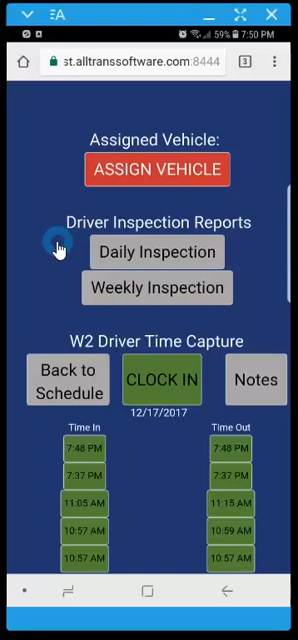 59% 7:50 PM
st.alltranssoftware.com:8444 3
Assigned Vehicle:
ASSIGN VEHICLE
Driver Inspection Reports
Daily Inspection
Weekly Inspection
W2 Driver Time Capture
Back to
Schedule
CLOCK IN
Notes
12/17/2017
Time In Time Out
7:48 PM 7:48 PM
7:37 PM 7:37 PM
11:05 AM 11:15 AM
10:57 AM 10:59 AM
10:57 AM 10:57 AM